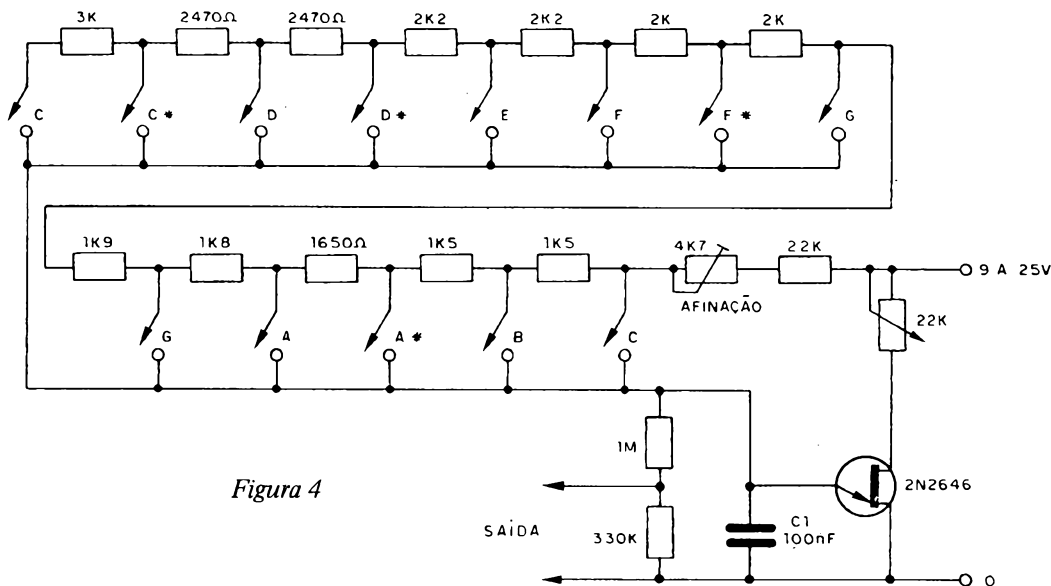 3K 2470Ω 2470Ω 2K2 2K2 2K 2K
C C* D D* E F F* G
1K9 1K8 1650Ω 1K5 1K5 4K7 22K
AFINAÇÃO
9 A 25V
22K
G A A* B C
1M
2N2646
Figura 4
SAÍDA
330K
C1
100nF
0